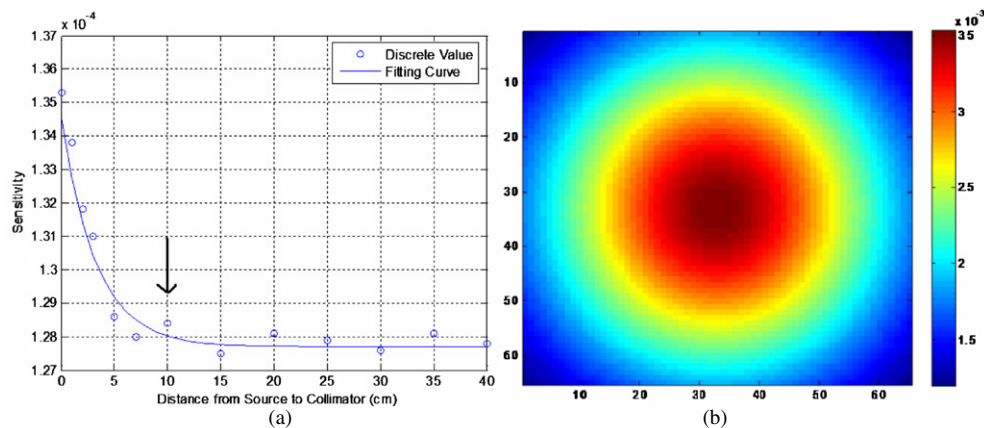 x 10⁻⁴
1.37
1.36
1.35
1.34
1.33
1.32
1.31
1.3
1.29
1.28
1.27
Sensitivity
Discrete Value
Fitting Curve
0 5 10 15 20 25 30 35 40
Distance from Source to Collimator (cm)
(a)
10
20
30
40
50
60
10 20 30 40 50 60
(b)
x 10⁻³
3.5
3
2.5
2
1.5